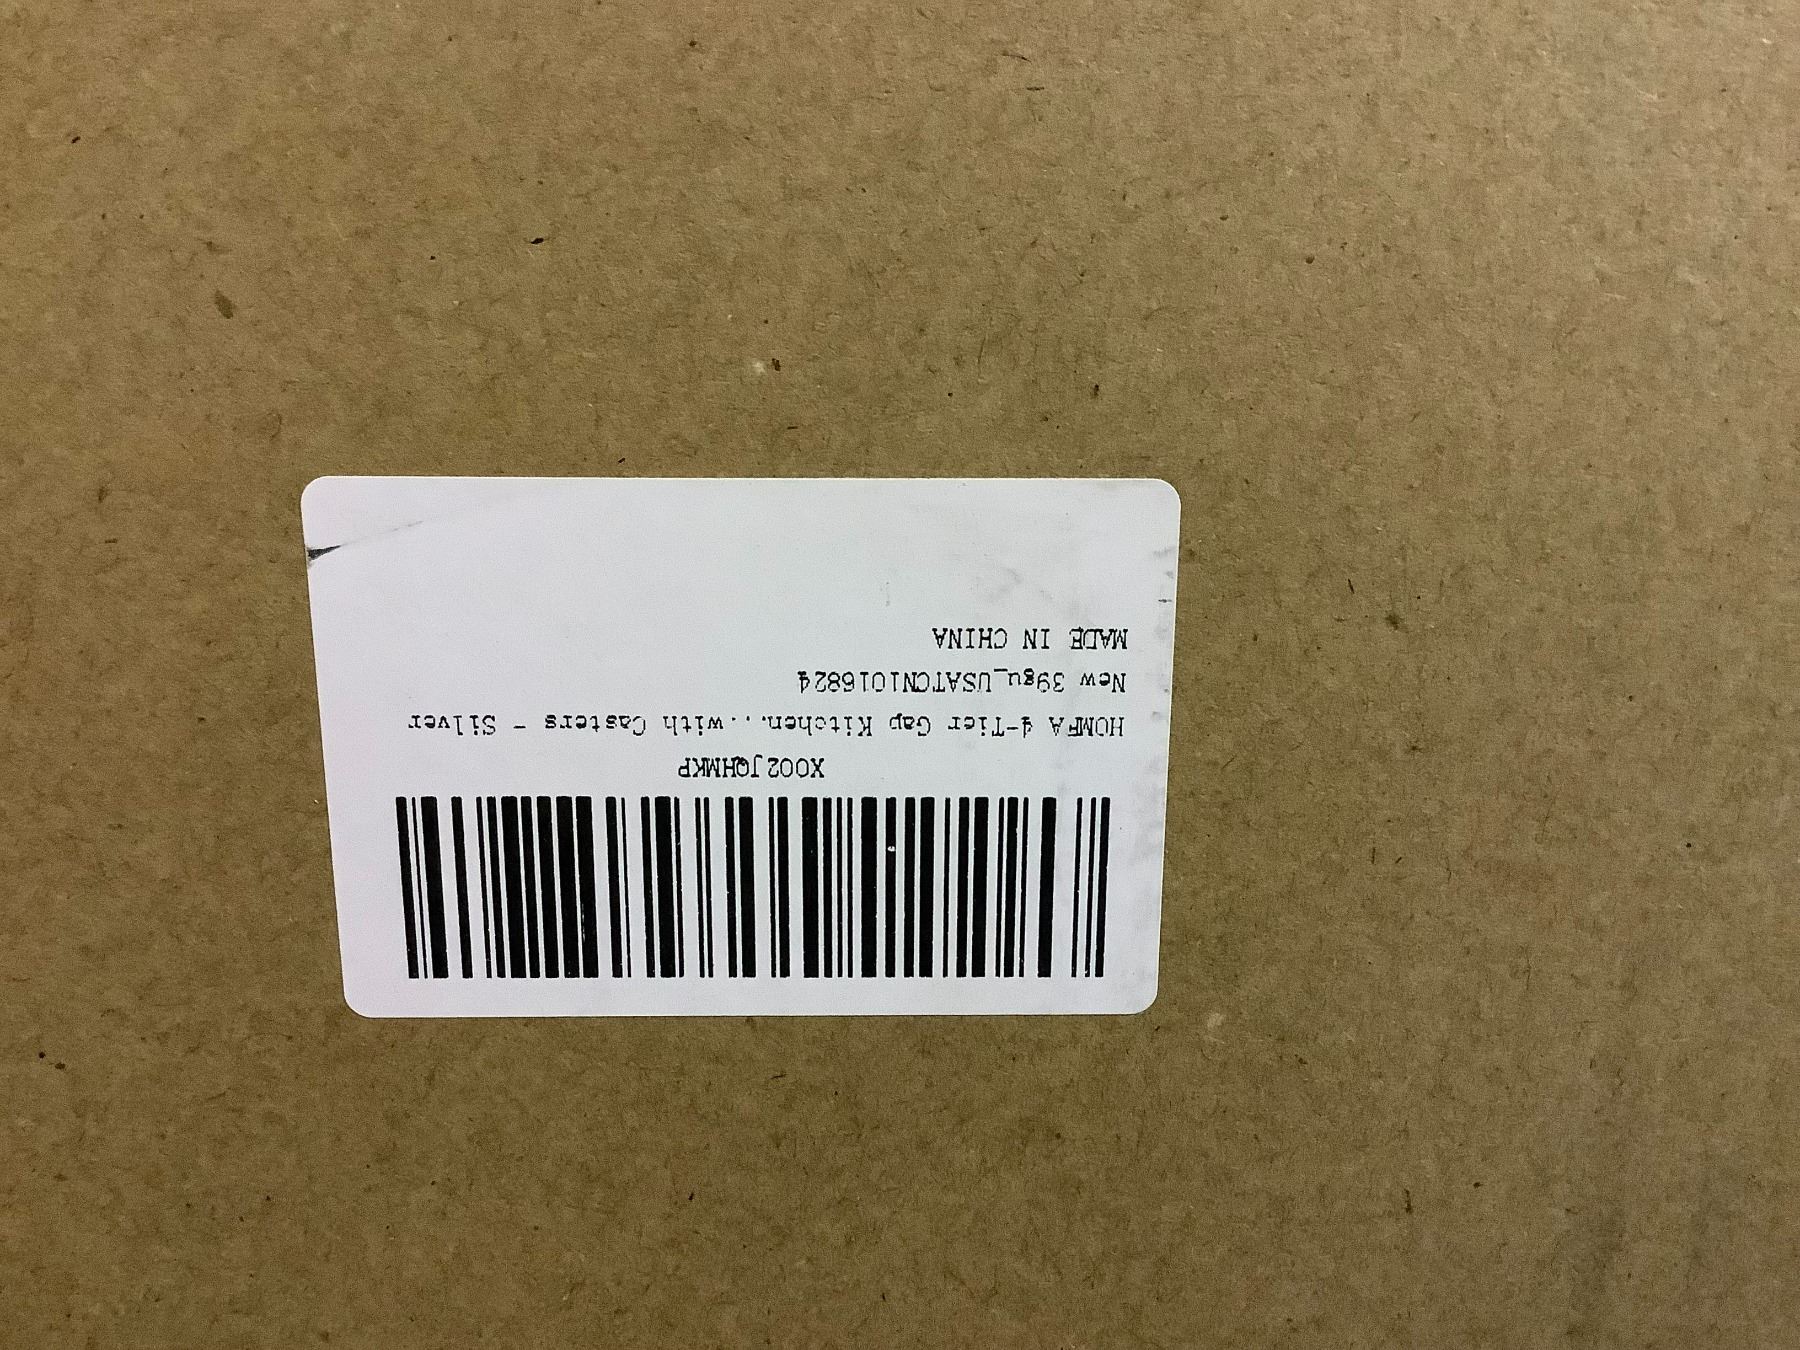 X002JQHMKP
HOMFA 4-Tier Gap Kitchen...with Casters - Silver
New 39gu_USATCN1016824
MADE IN CHINA